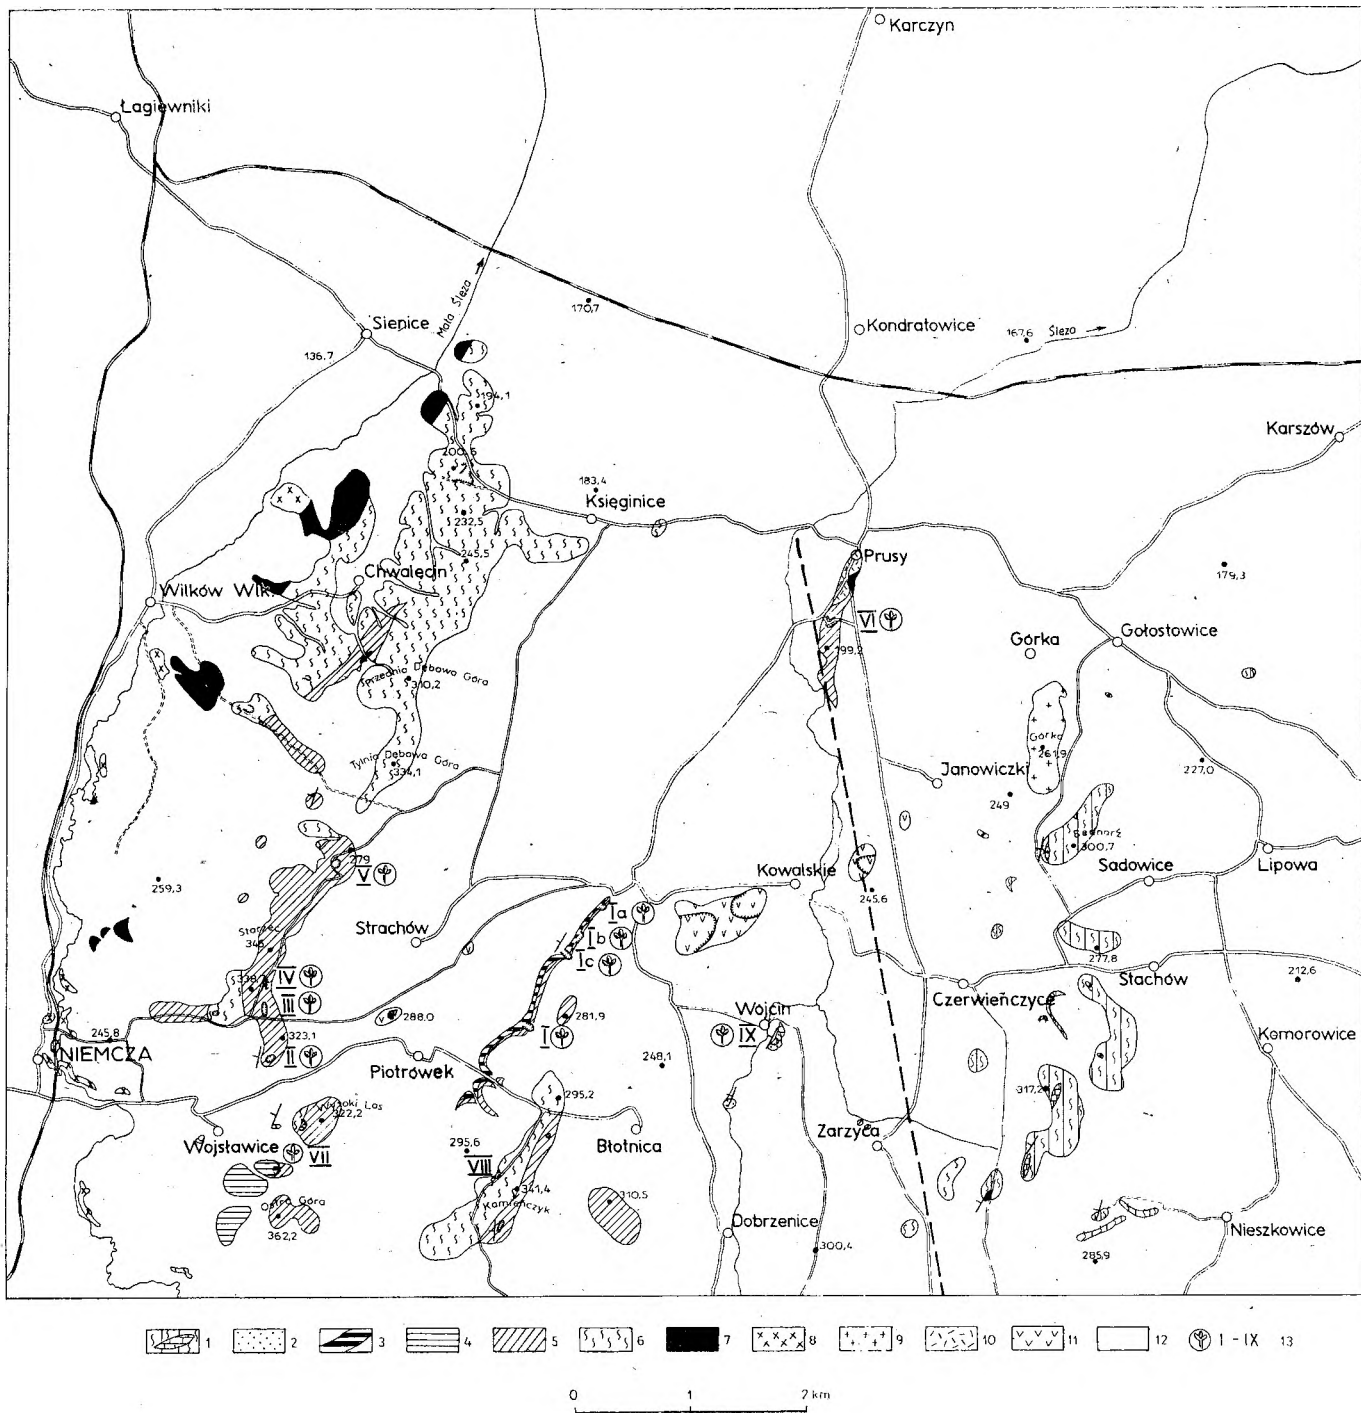 Karczyn
Łagiewniki
Mała Ślęza
170,7
Sienice
Kondratowice
167,6
Ślęza
136,7
194,1
Karszów
200,6
183,4
Księginice
232,5
Prusy
245,5
Chwalęcin
179,3
Wilków Wlk.
VI
Gołostowice
Górka
199,2
Sprzednia Dębowa Góra
310,2
Górka
261,9
Tylnia Dębowa Góra
334,1
Janowiczki
227,0
249
279
300,7
V
Lipowa
259,3
Kowalskie
Sadowice
245,6
Ia
Strachów
Ib
346
277,8
Ic
Stachów
IV
212,6
Czerwieńczyce
III
288,0
281,9
Wójcin
245,8
323,1
I
IX
Komorowice
NIEMCZA
II
Piotrówek
248,1
317,2
295,2
Wysoki Las
322,2
Wojsławice
295,6
Błotnica
Zarzyca
VII
VIII
341,4
310,5
Kamieńczyk
Ostra Góra
362,2
Dobrzenice
Nieszkowice
300,4
285,9
1 2 3 4 5 6 7 8 9 10 11 12 I-IX 13
0 1 2 km